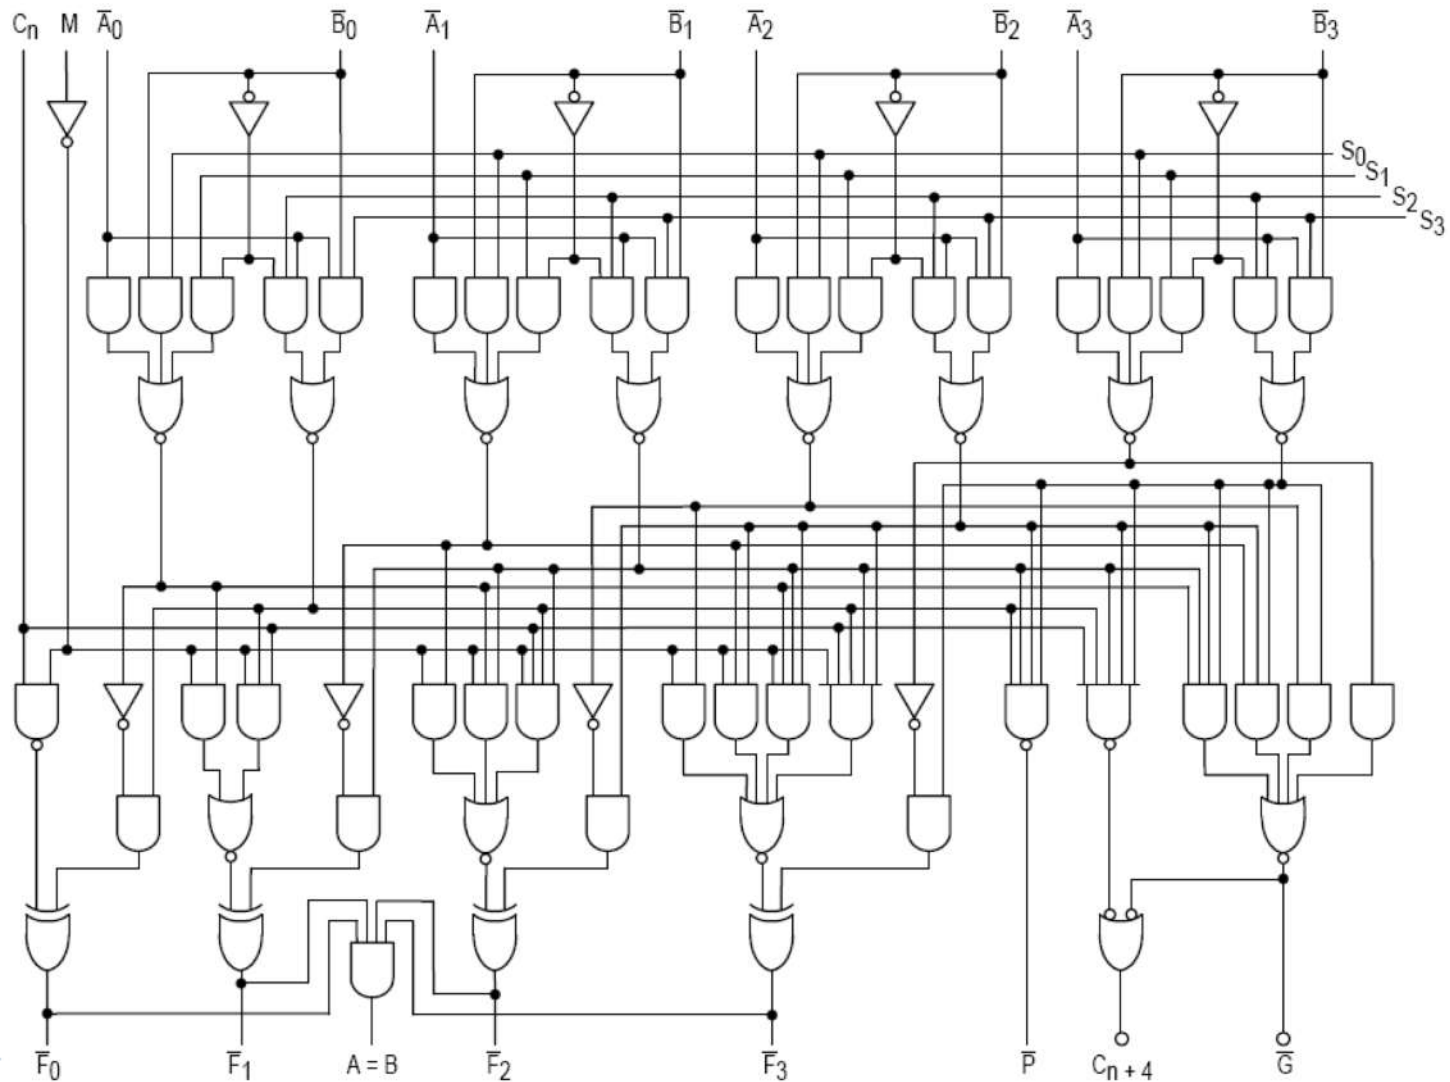 Cn M A̅0 B̅0 A̅1 B̅1 A̅2 B̅2 A̅3 B̅3
S0
S1
S2
S3
F̅0 F̅1 A = B F̅2 F̅3 P̅ Cn + 4 G̅